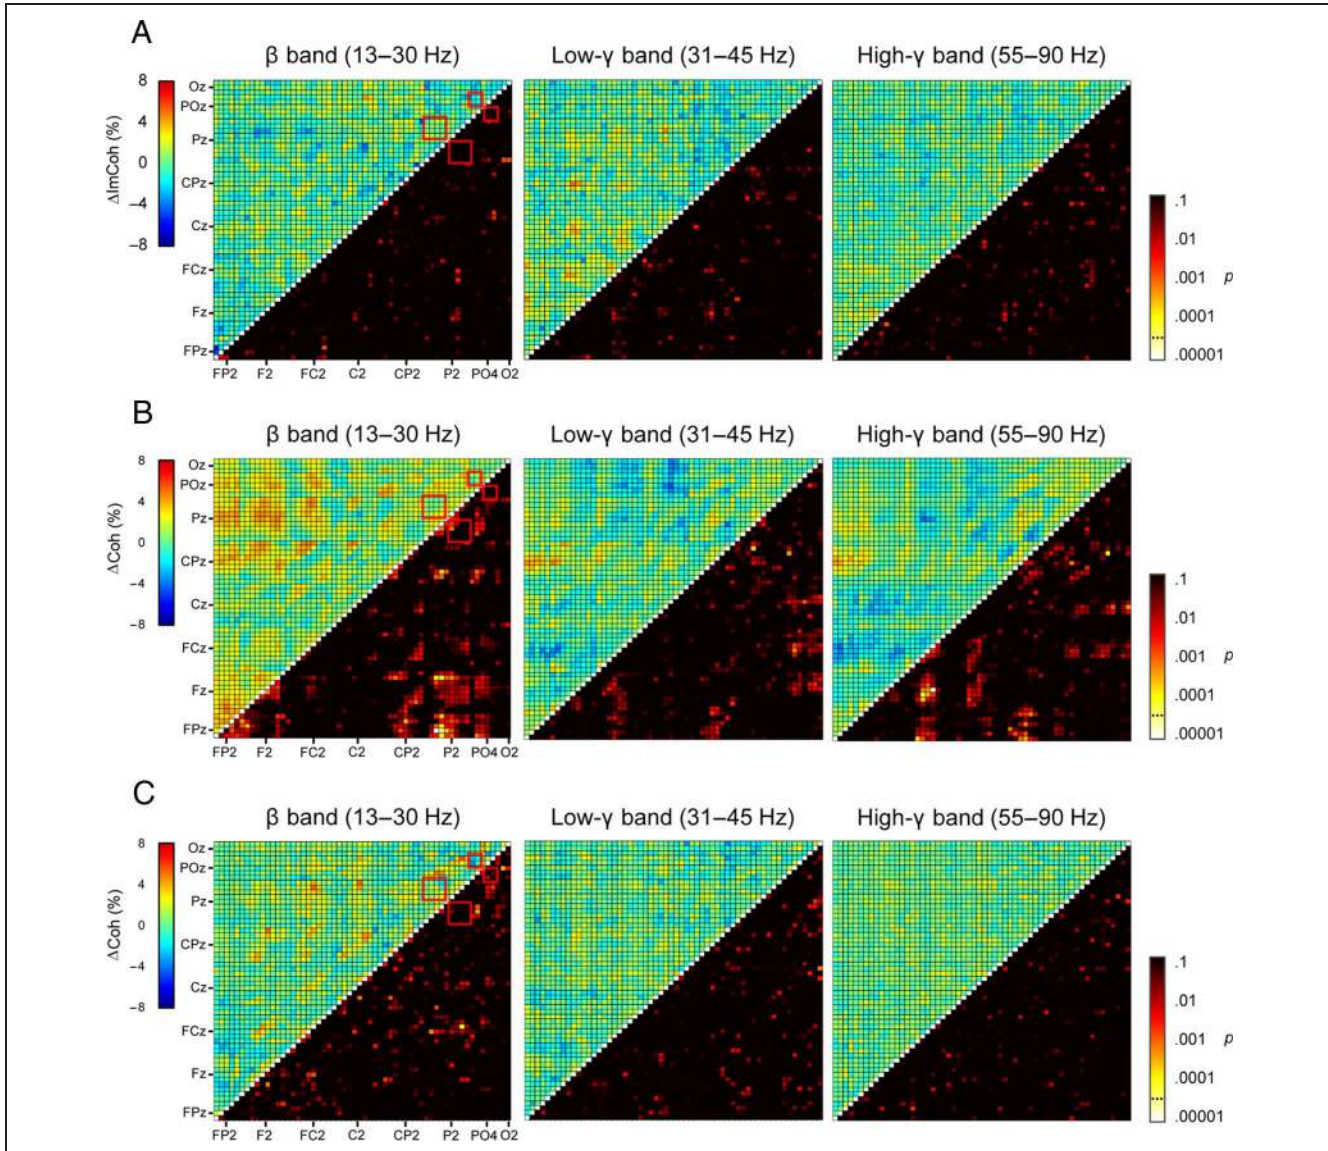 A
β band (13–30 Hz)
Low-γ band (31–45 Hz)
High-γ band (55–90 Hz)
8
4
0
−4
−8
ΔImCoh (%)
Oz
POz
Pz
CPz
Cz
FCz
Fz
FPz
FP2 F2 FC2 C2 CP2 P2 PO4 O2
.1
.01
.001
.0001
.00001
p
B
β band (13–30 Hz)
Low-γ band (31–45 Hz)
High-γ band (55–90 Hz)
8
4
0
−4
−8
ΔCoh (%)
Oz
POz
Pz
CPz
Cz
FCz
Fz
FPz
FP2 F2 FC2 C2 CP2 P2 PO4 O2
.1
.01
.001
.0001
.00001
p
C
β band (13–30 Hz)
Low-γ band (31–45 Hz)
High-γ band (55–90 Hz)
8
4
0
−4
−8
ΔCoh (%)
Oz
POz
Pz
CPz
Cz
FCz
Fz
FPz
FP2 F2 FC2 C2 CP2 P2 PO4 O2
.1
.01
.001
.0001
.00001
p